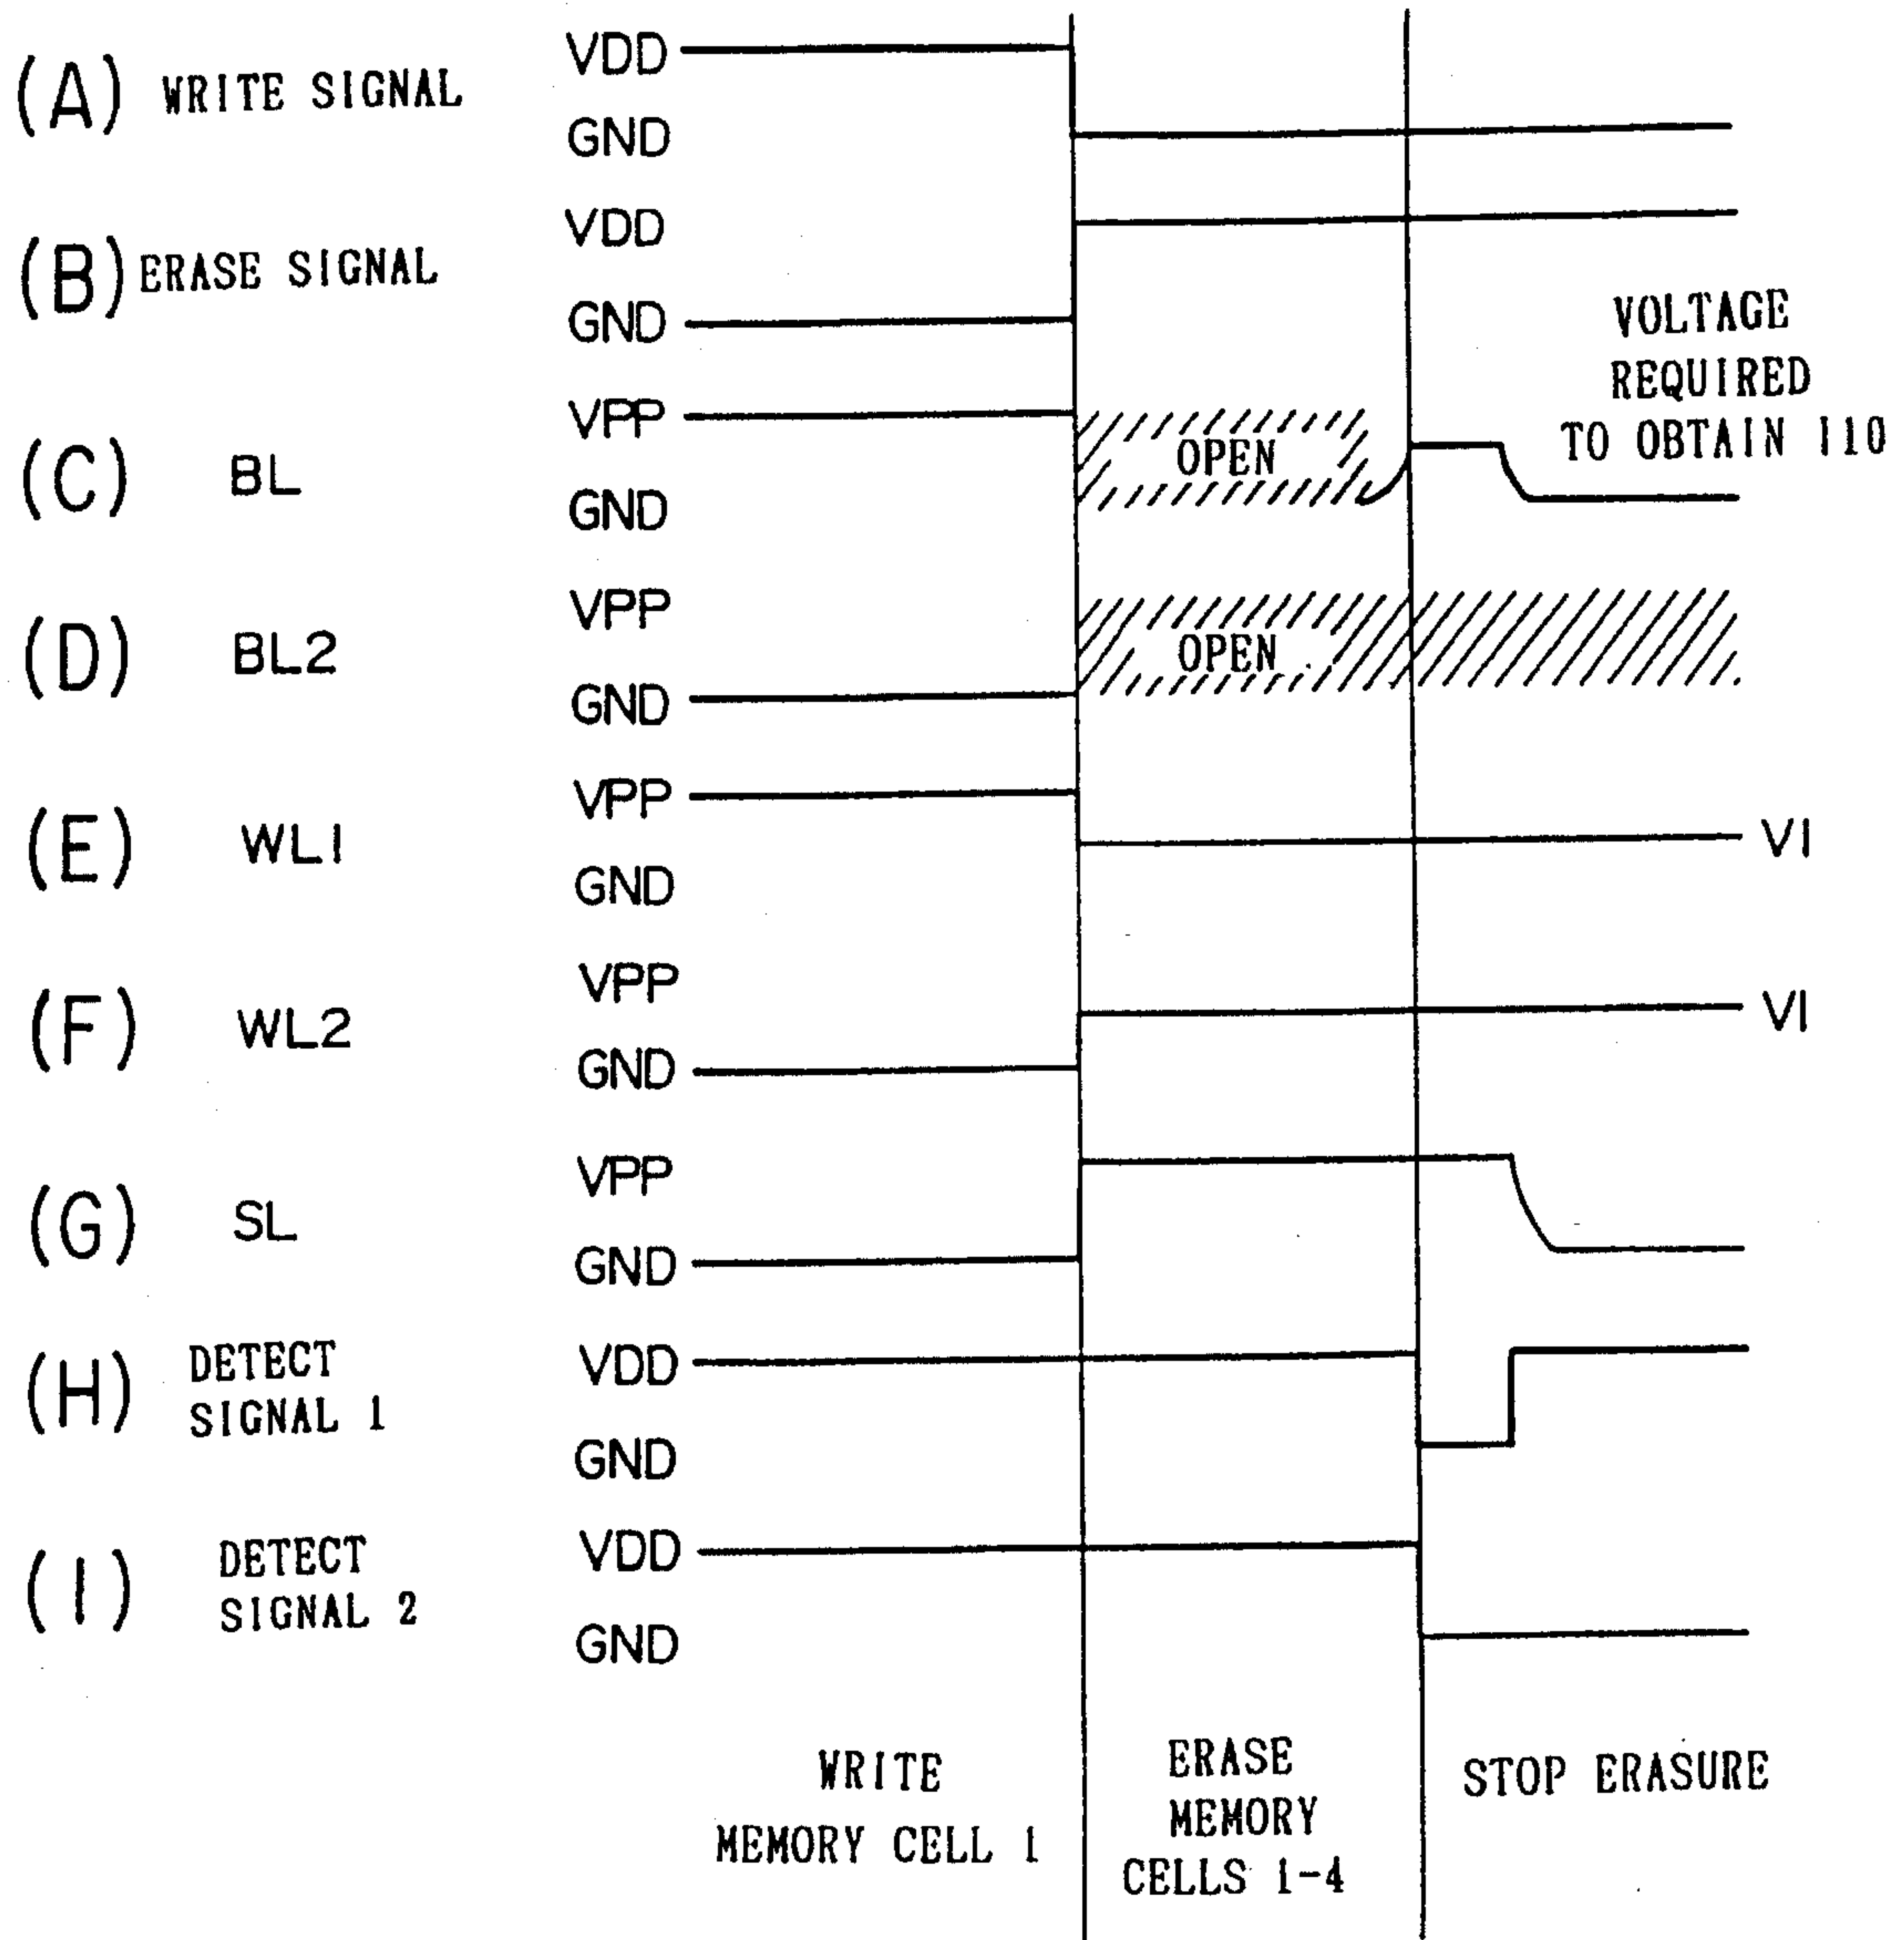 (A) WRITE SIGNAL
VDD
GND
(B) ERASE SIGNAL
VDD
GND
VOLTAGE
REQUIRED
TO OBTAIN I10
(C) BL
VPP
OPEN
GND
(D) BL2
VPP
OPEN
GND
(E) WL1
VPP
GND
V1
(F) WL2
VPP
GND
V1
(G) SL
VPP
GND
(H) DETECT
SIGNAL 1
VDD
GND
(I) DETECT
SIGNAL 2
VDD
GND
WRITE
MEMORY CELL 1
ERASE
MEMORY
CELLS 1-4
STOP ERASURE